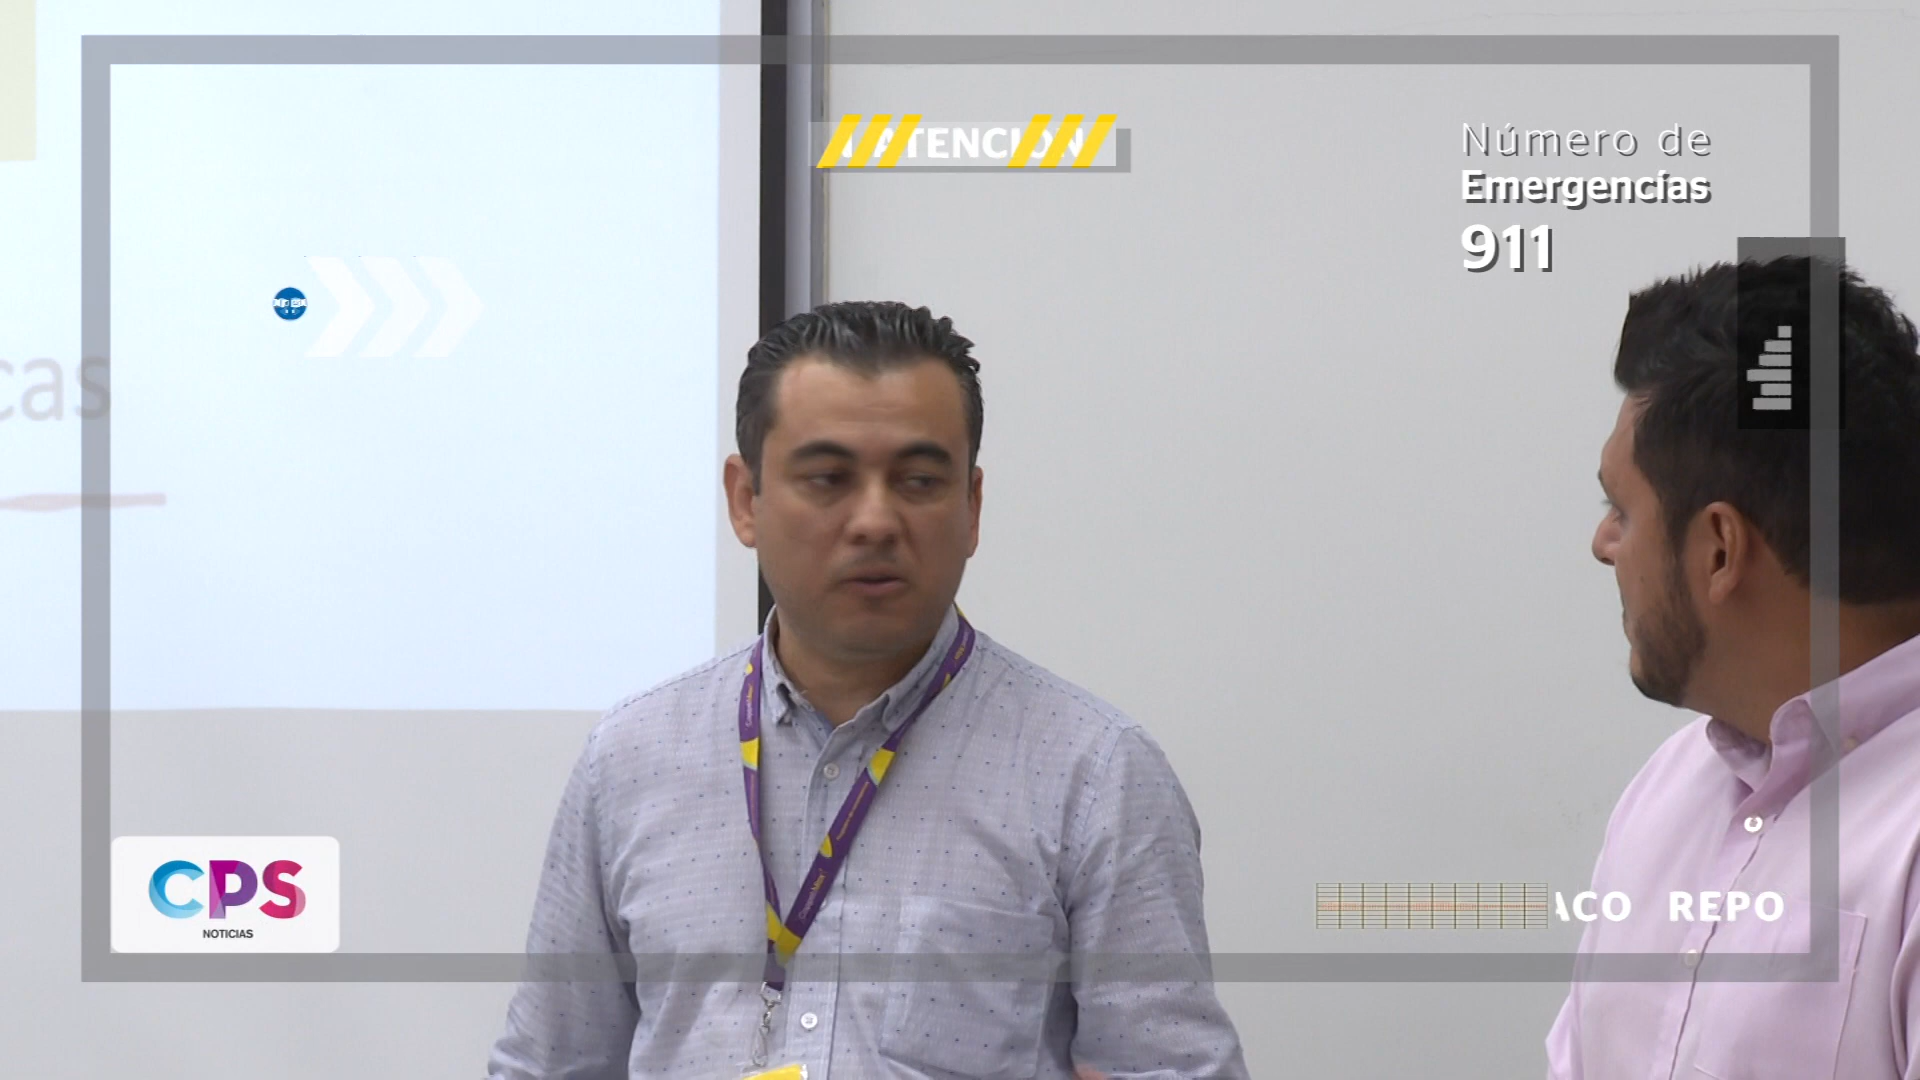 ATENCIÓN
Número de
Emergencias
911
cas
CPS
NOTICIAS
ACO REPO